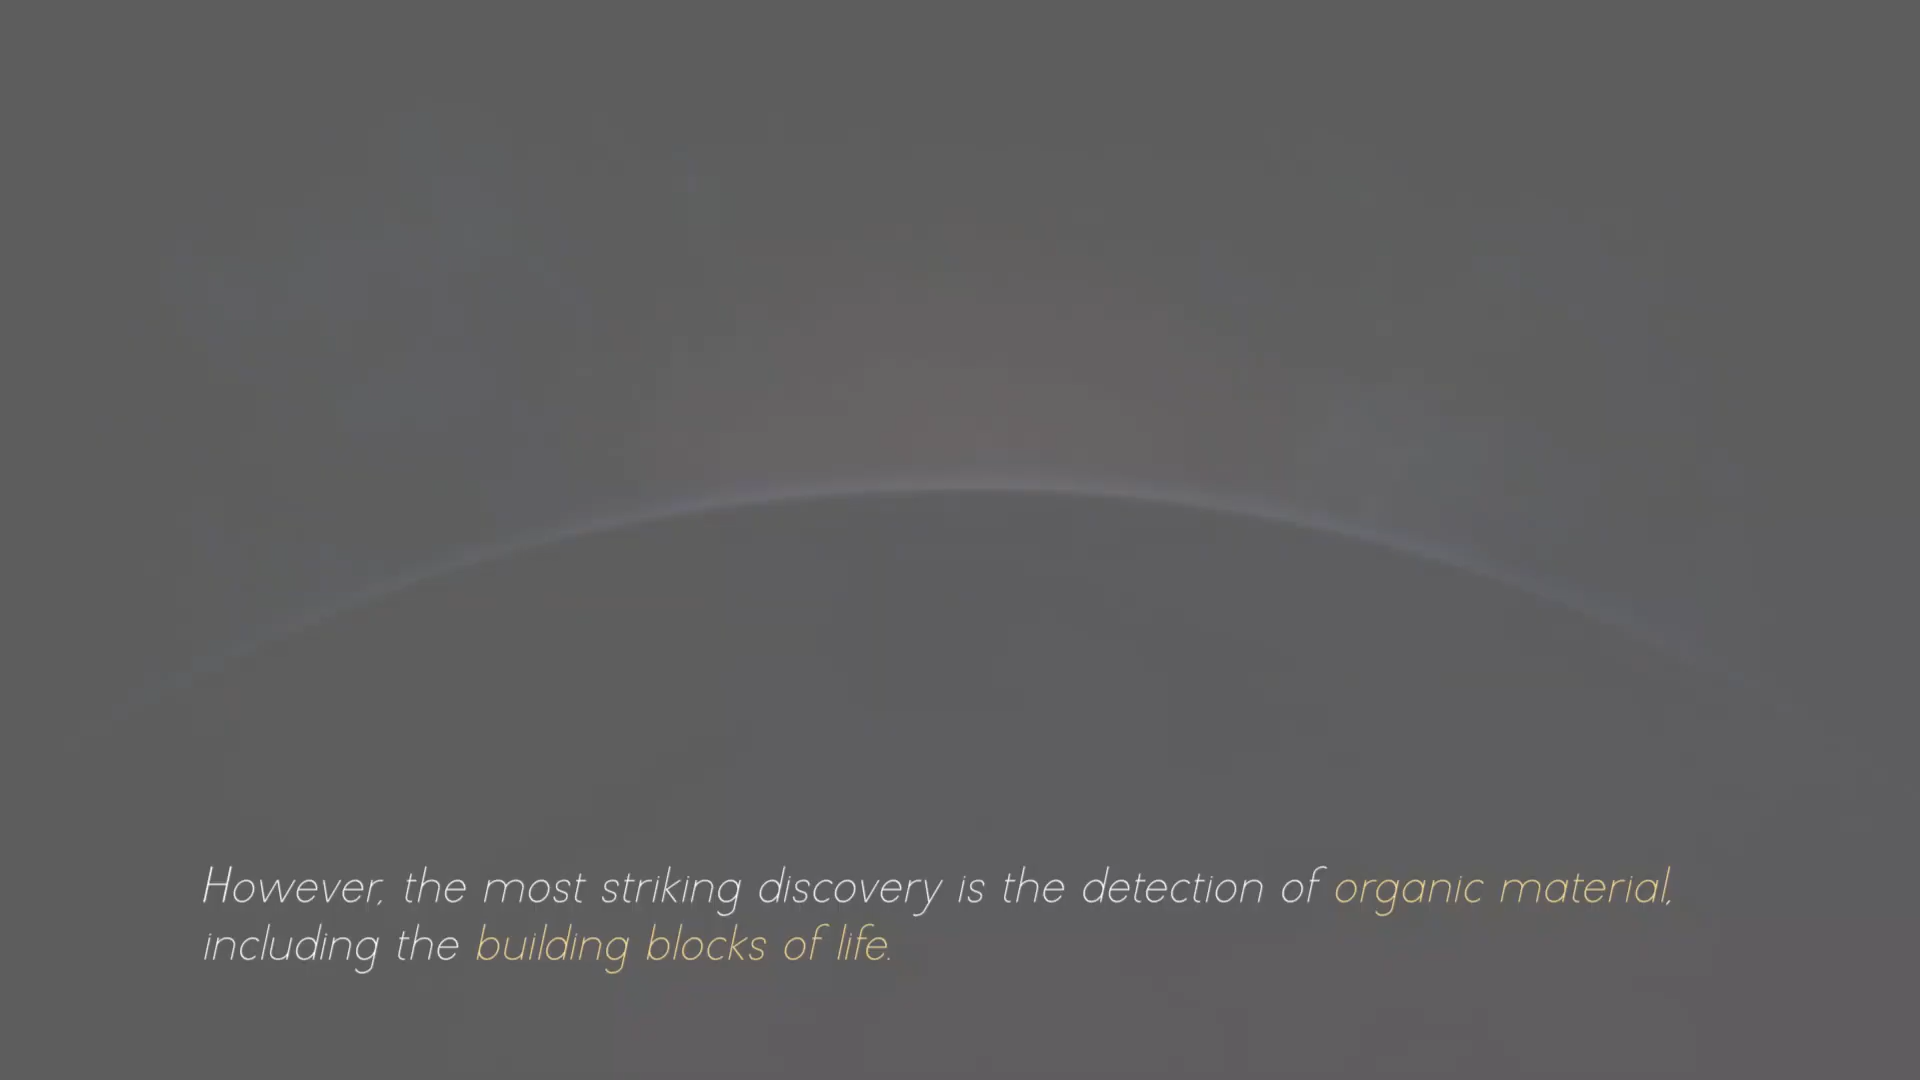 However, the most striking discovery is the detection of organic material,
including the building blocks of life.